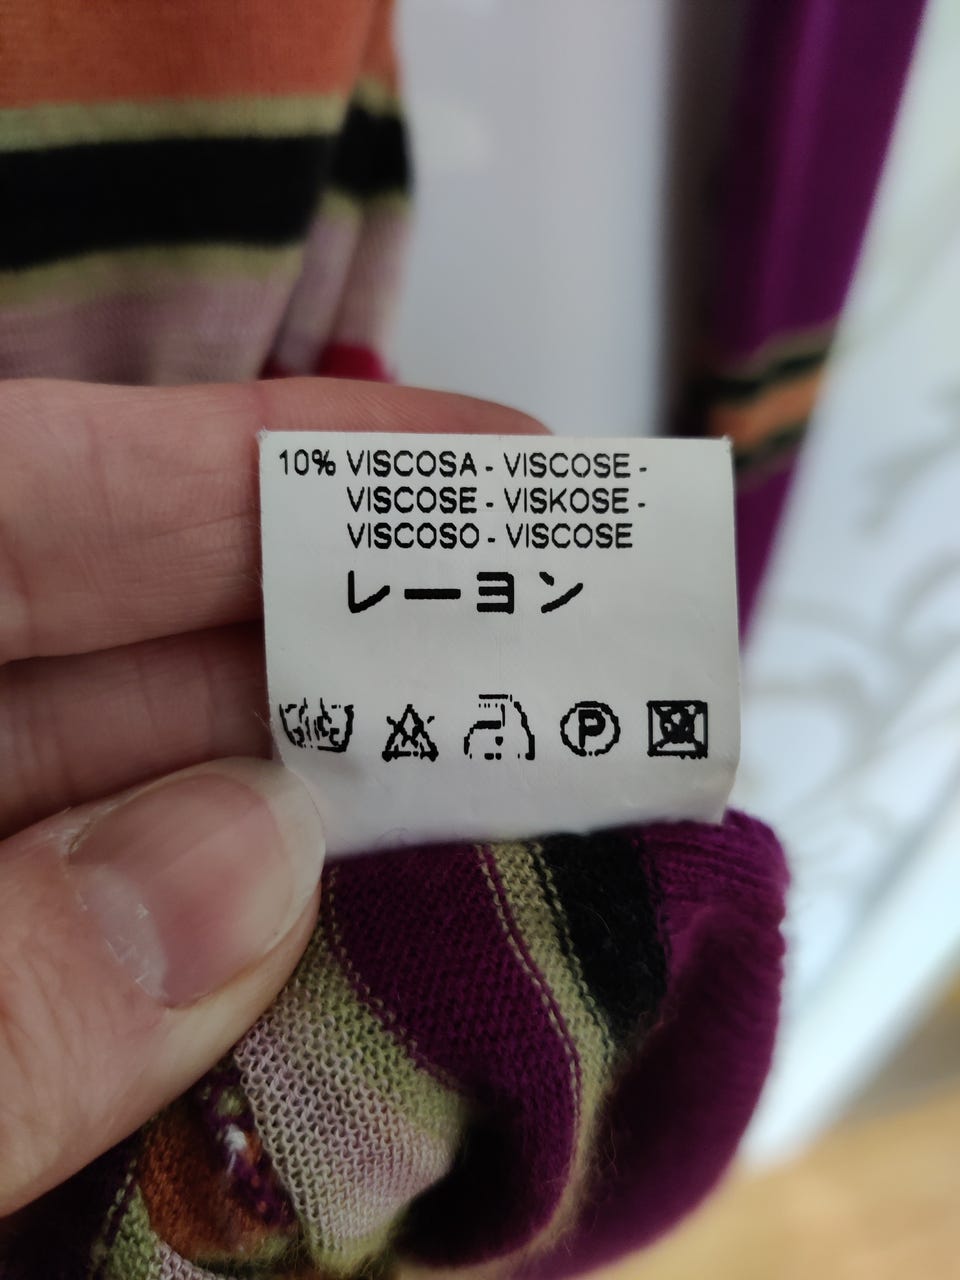 10% VISCOSA - VISCOSE -
VISCOSE - VISKOSE -
VISCOSO - VISCOSE
レーヨン
P